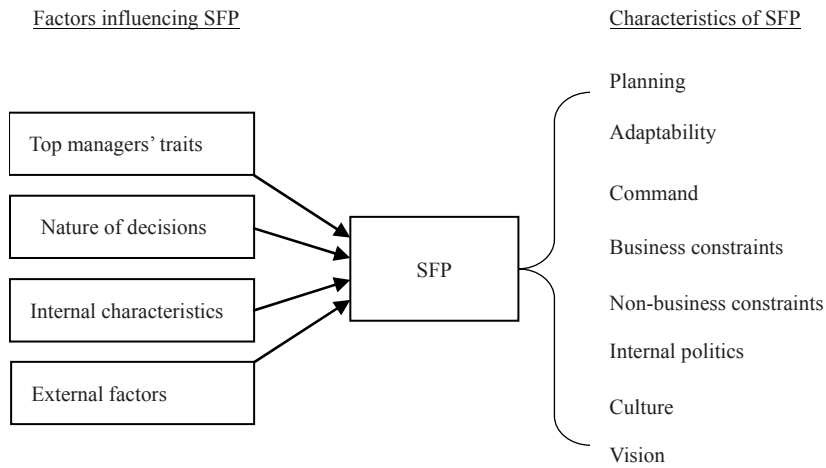 Factors influencing SFP
Characteristics of SFP
Top managers’ traits
Nature of decisions
Internal characteristics
External factors
SFP
Planning
Adaptability
Command
Business constraints
Non-business constraints
Internal politics
Culture
Vision